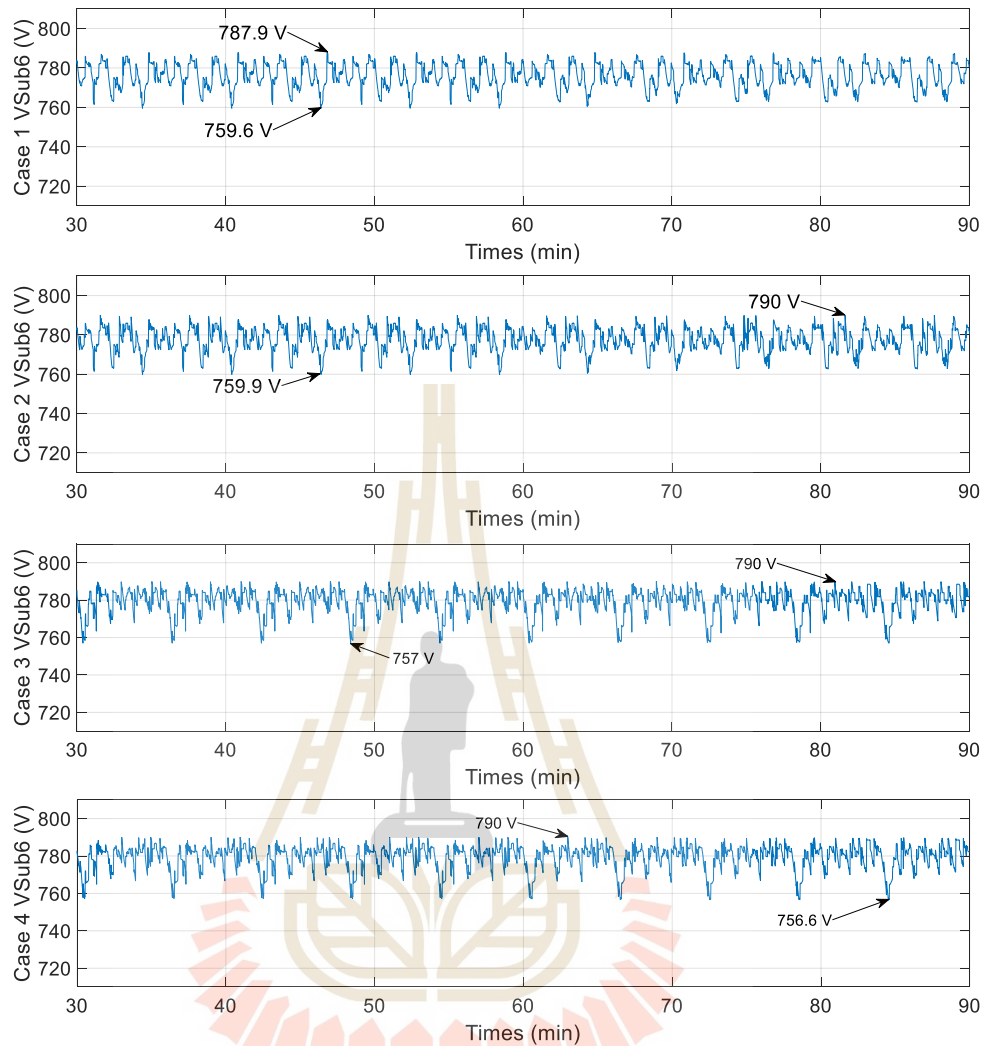 Case 1 VSub6 (V)
800
780
760
740
720
787.9 V
759.6 V
30 40 50 60 70 80 90
Times (min)
Case 2 VSub6 (V)
800
780
760
740
720
790 V
759.9 V
30 40 50 60 70 80 90
Times (min)
Case 3 VSub6 (V)
800
780
760
740
720
790 V
757 V
30 40 50 60 70 80 90
Times (min)
Case 4 VSub6 (V)
800
780
760
740
720
790 V
756.6 V
30 40 50 60 70 80 90
Times (min)